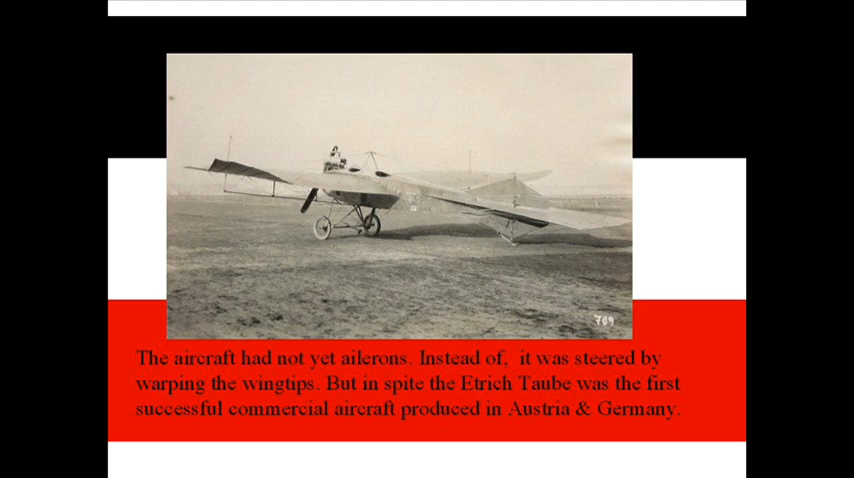 709
The aircraft had not yet ailerons. Instead of, it was steered by
warping the wingtips. But in spite the Etrich Taube was the first
successful commercial aircraft produced in Austria & Germany.